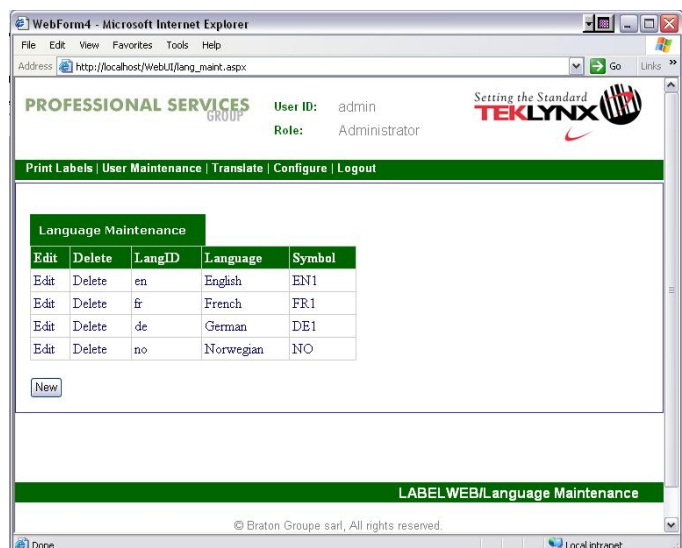 WebForm4 - Microsoft Internet Explorer
File Edit View Favorites Tools Help
Address http://localhost/WebUI/lang_maint.aspx Go Links »
PROFESSIONAL SERVICES GROUP
User ID: admin
Role: Administrator
Setting the Standard
TEKLYNX
Print Labels | User Maintenance | Translate | Configure | Logout
Language Maintenance
Edit Delete LangID Language Symbol
Edit Delete en English EN1
Edit Delete fr French FR1
Edit Delete de German DE1
Edit Delete no Norwegian NO
New
LABELWEB/Language Maintenance
© Braton Groupe sarl, All rights reserved.
Done Local intranet